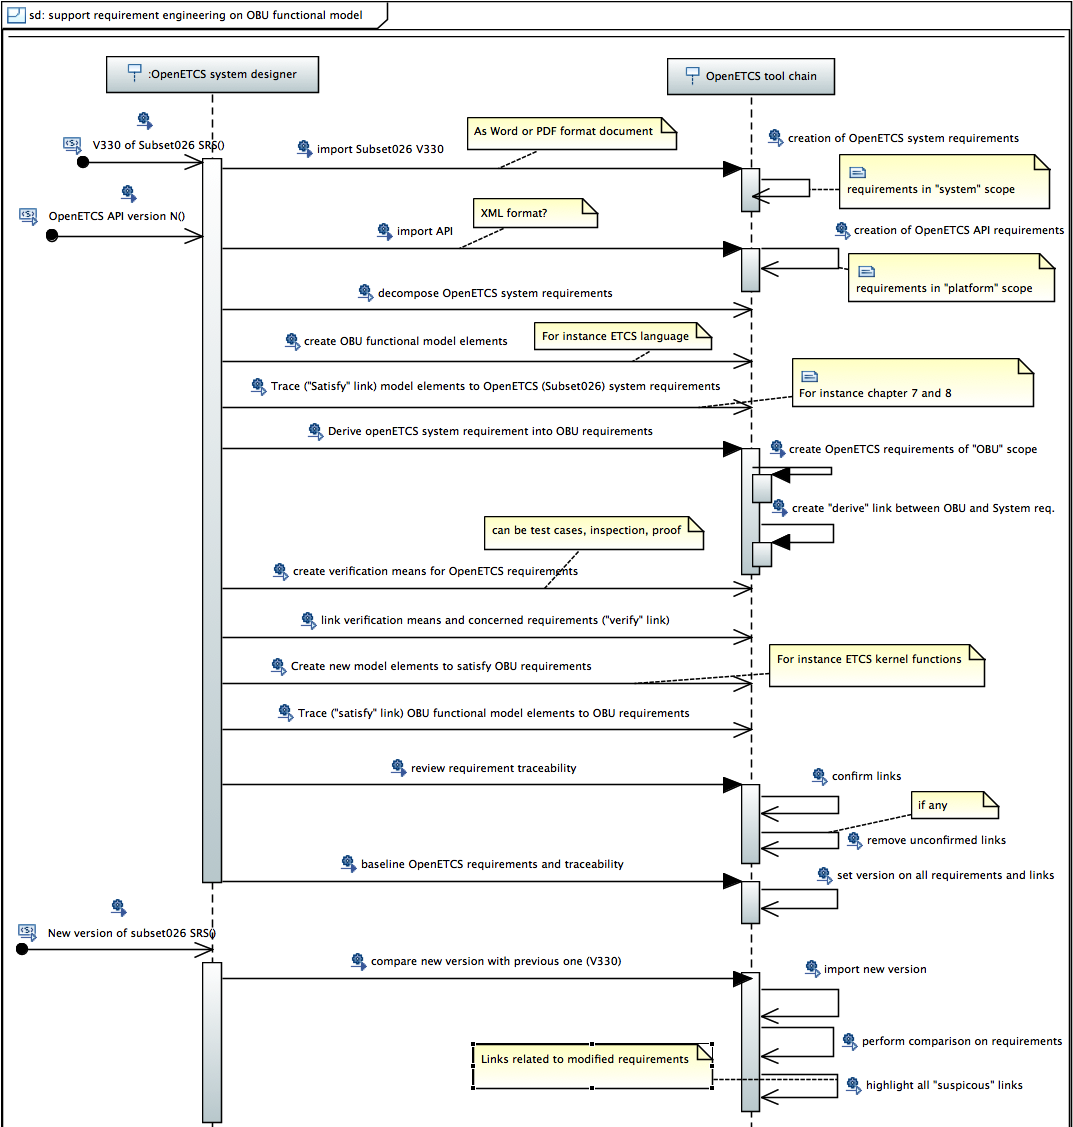 sd: support requirement engineering on OBU functional model
:OpenETCS system designer
OpenETCS tool chain
V330 of Subset026 SRS()
import Subset026 V330
As Word or PDF format document
creation of OpenETCS system requirements
requirements in "system" scope
OpenETCS API version N()
XML format?
import API
creation of OpenETCS API requirements
requirements in "platform" scope
decompose OpenETCS system requirements
For instance ETCS language
create OBU functional model elements
Trace ("Satisfy" link) model elements to OpenETCS (Subset026) system requirements
For instance chapter 7 and 8
Derive openETCS system requirement into OBU requirements
create OpenETCS requirements of "OBU" scope
create "derive" link between OBU and System req.
can be test cases, inspection, proof
create verification means for OpenETCS requirements
link verification means and concerned requirements ("verify" link)
Create new model elements to satisfy OBU requirements
For instance ETCS kernel functions
Trace ("satisfy" link) OBU functional model elements to OBU requirements
review requirement traceability
confirm links
if any
remove unconfirmed links
baseline OpenETCS requirements and traceability
set version on all requirements and links
New version of subset026 SRS()
compare new version with previous one (V330)
import new version
perform comparison on requirements
Links related to modified requirements
highlight all "suspicous" links